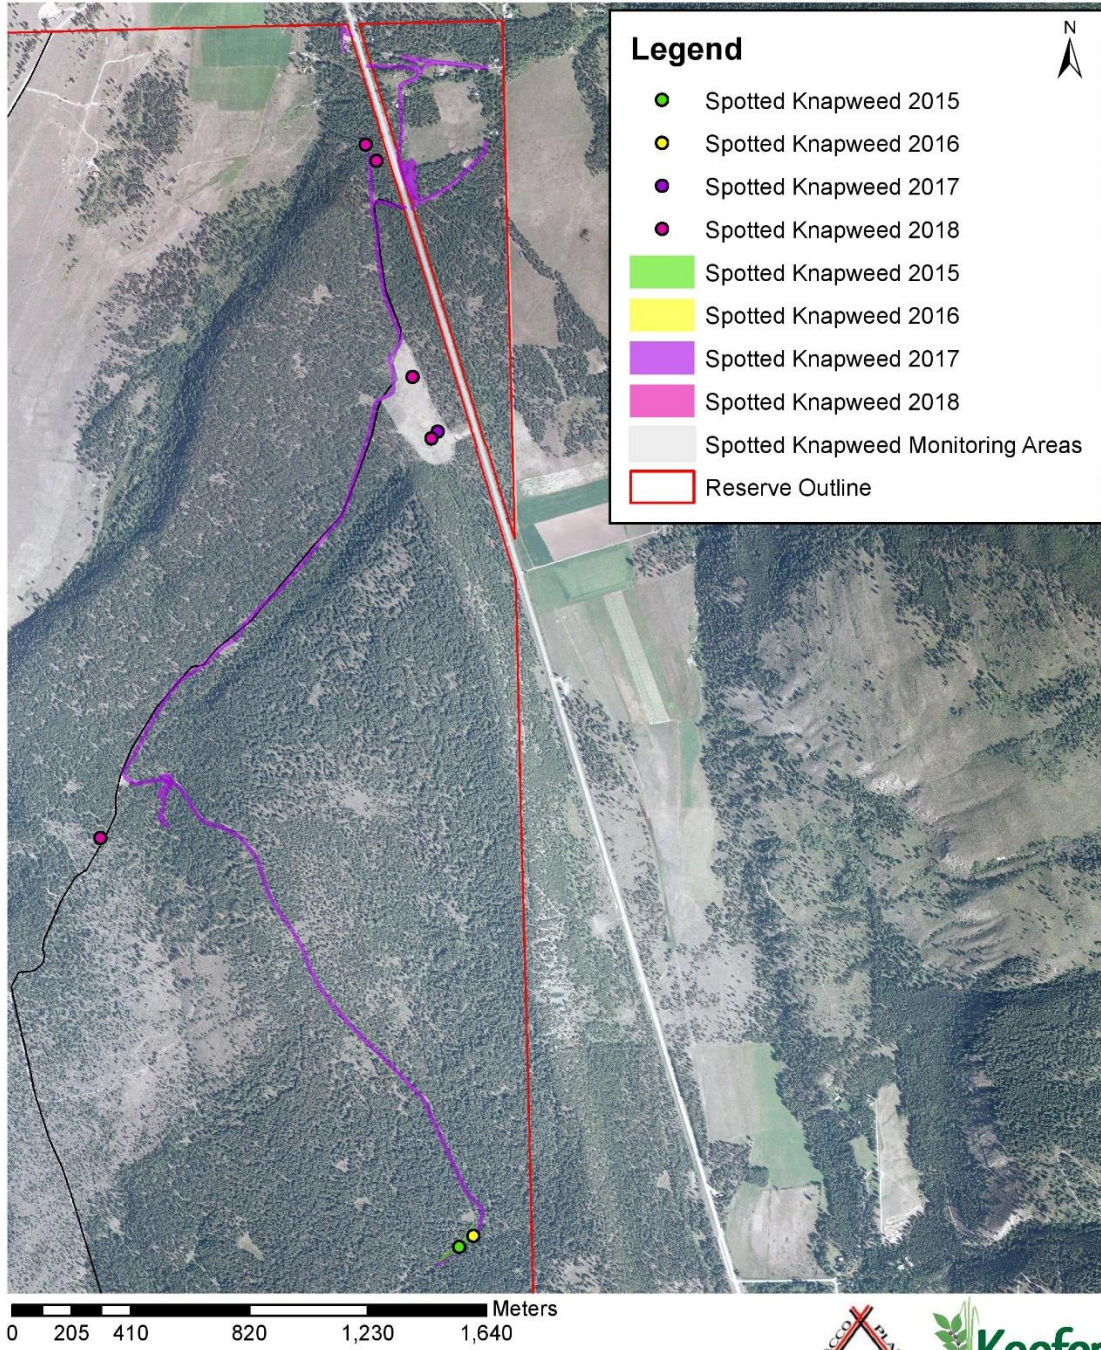 Legend
N
Spotted Knapweed 2015
Spotted Knapweed 2016
Spotted Knapweed 2017
Spotted Knapweed 2018
Spotted Knapweed 2015
Spotted Knapweed 2016
Spotted Knapweed 2017
Spotted Knapweed 2018
Spotted Knapweed Monitoring Areas
Reserve Outline
Meters
0 205 410 820 1,230 1,640
Keefer